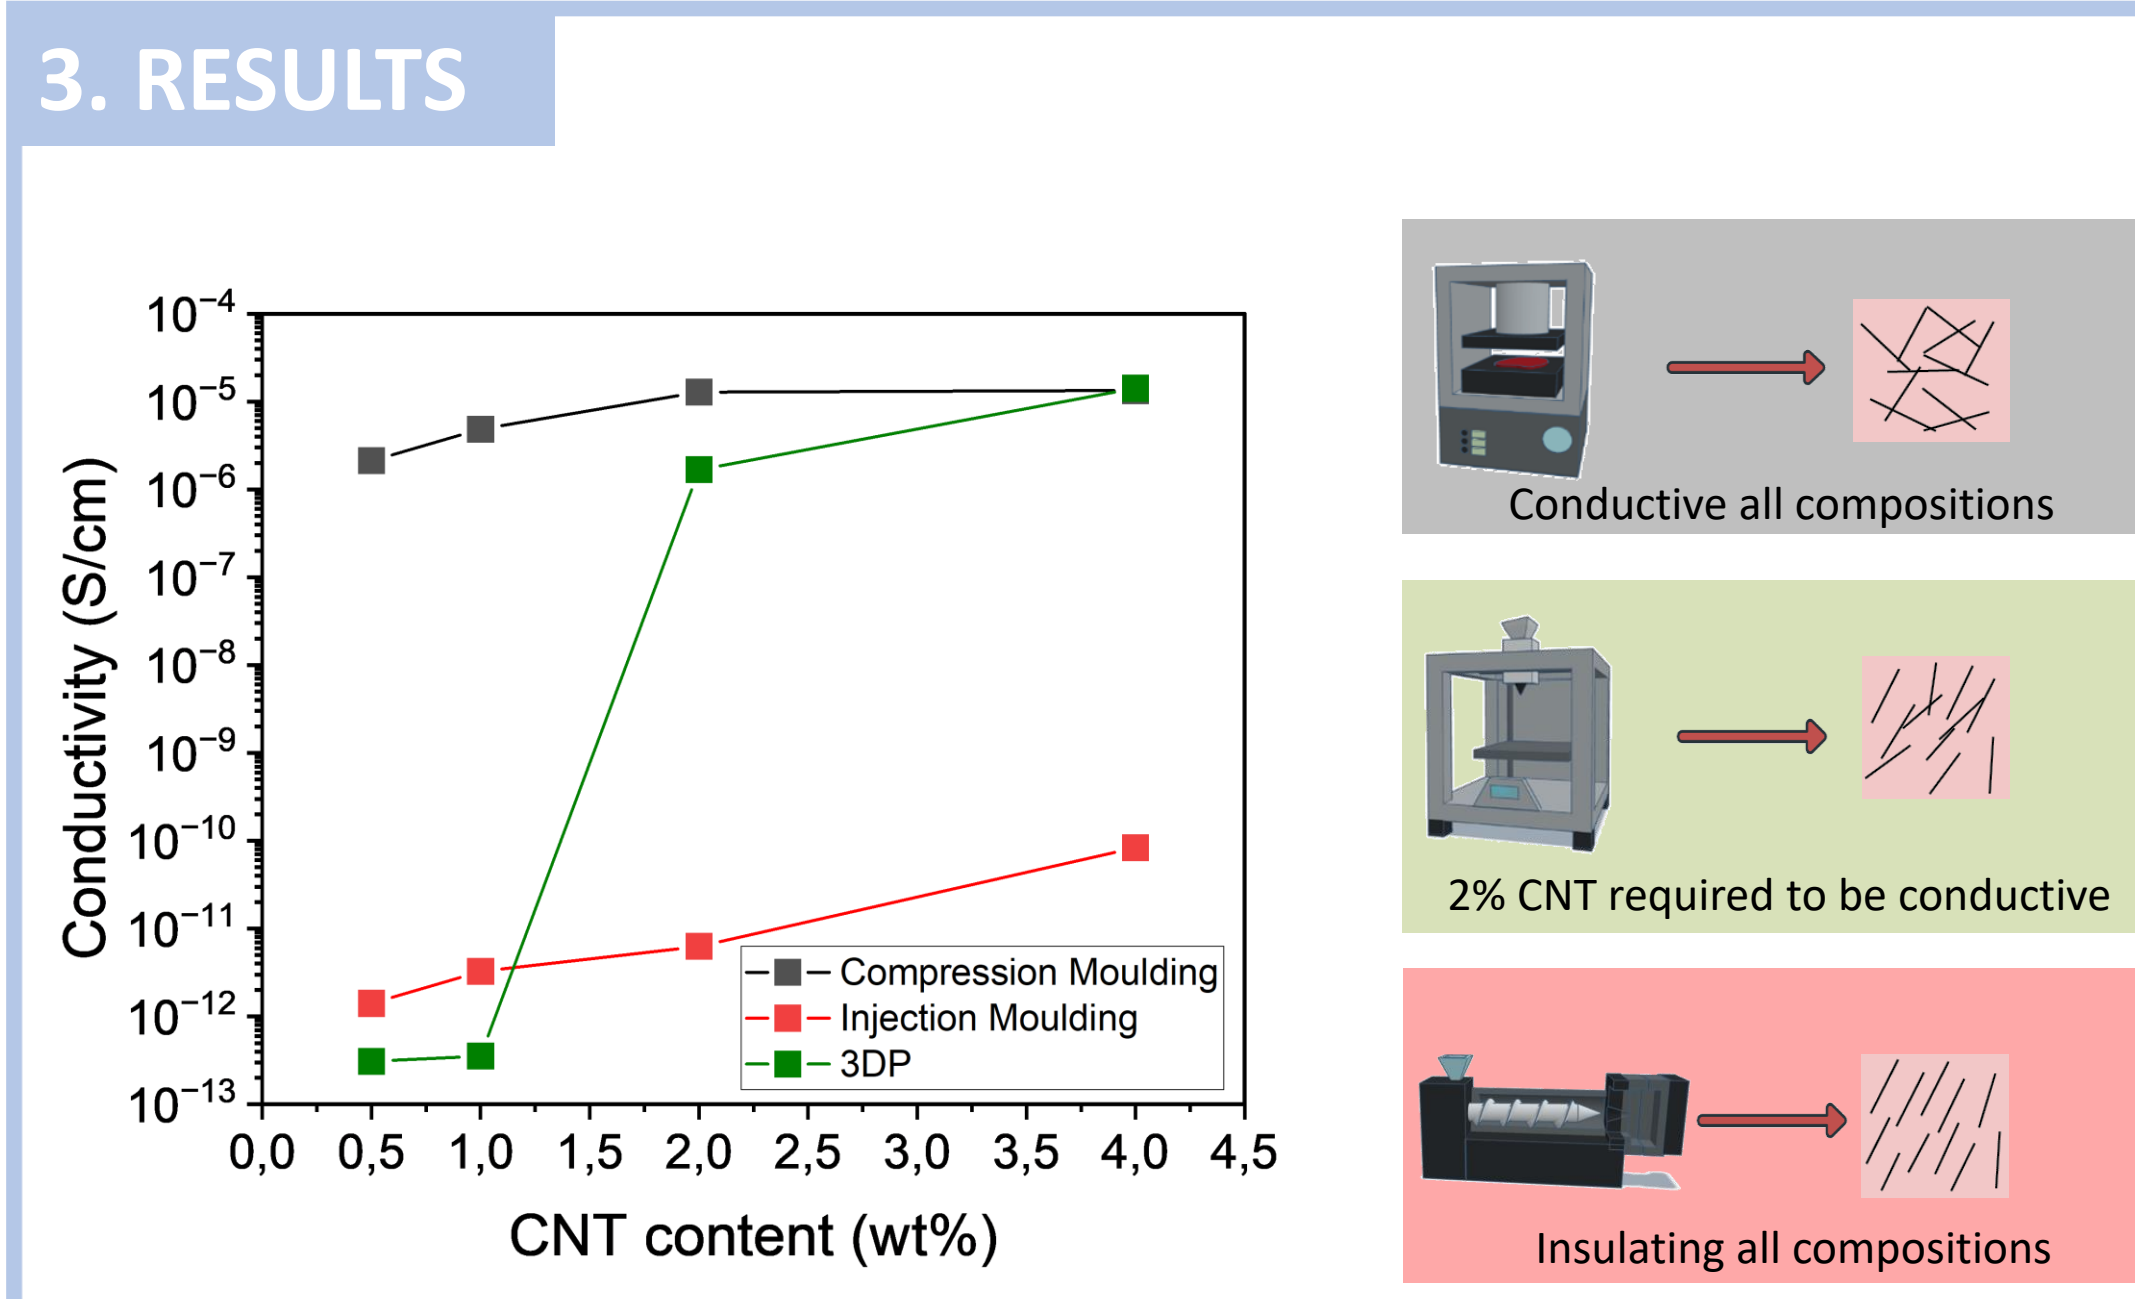 3. RESULTS
10⁻⁴
10⁻⁵
10⁻⁶
10⁻⁷
10⁻⁸
10⁻⁹
10⁻¹⁰
10⁻¹¹
10⁻¹²
10⁻¹³
Conductivity (S/cm)
0,0 0,5 1,0 1,5 2,0 2,5 3,0 3,5 4,0 4,5
CNT content (wt%)
Compression Moulding
Injection Moulding
3DP
Conductive all compositions
2% CNT required to be conductive
Insulating all compositions